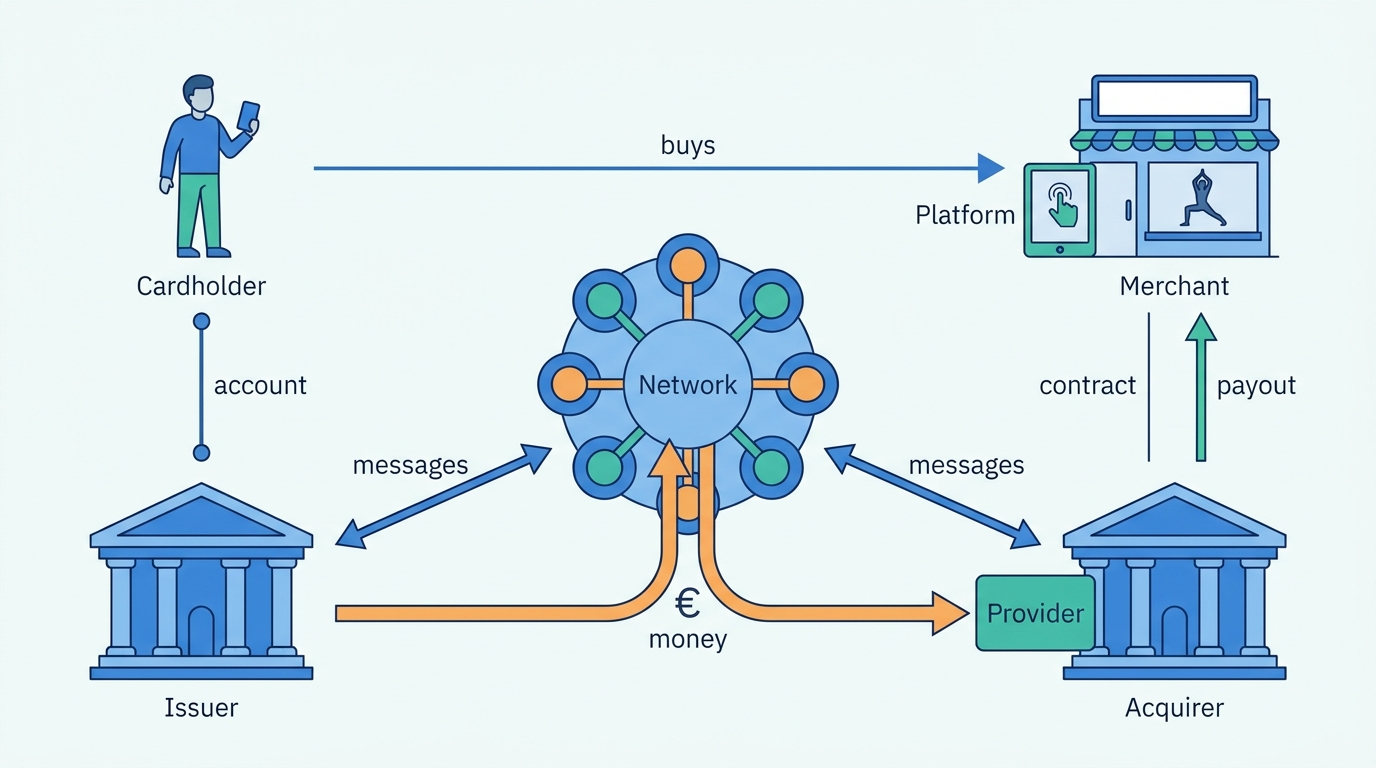 buys
Platform
Cardholder
Merchant
Network
account
contract
payout
messages
messages
€
money
Provider
Issuer
Acquirer